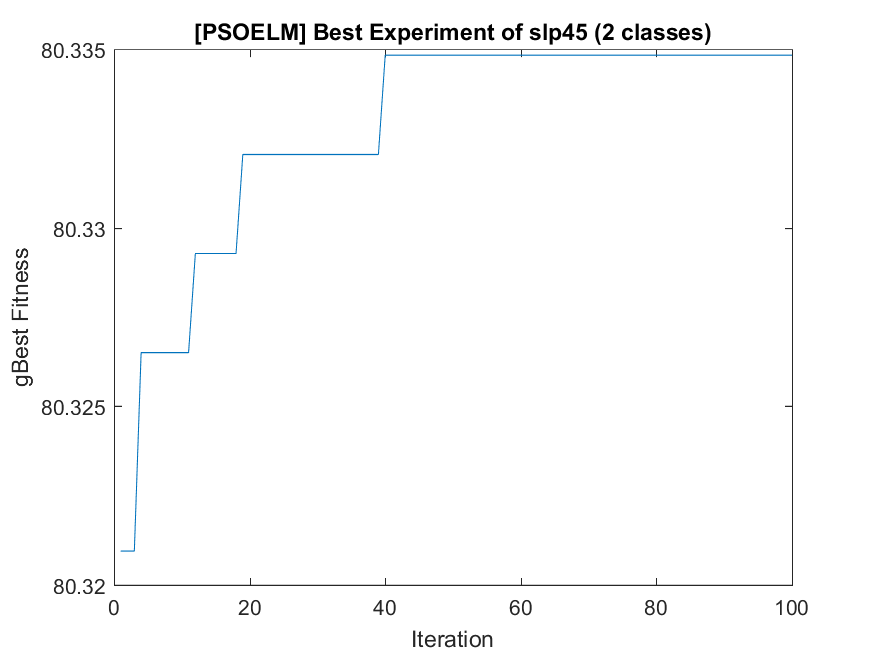 [PSOELM] Best Experiment of slp45 (2 classes)
80.335
80.33
80.325
80.32
gBest Fitness
0 20 40 60 80 100
Iteration